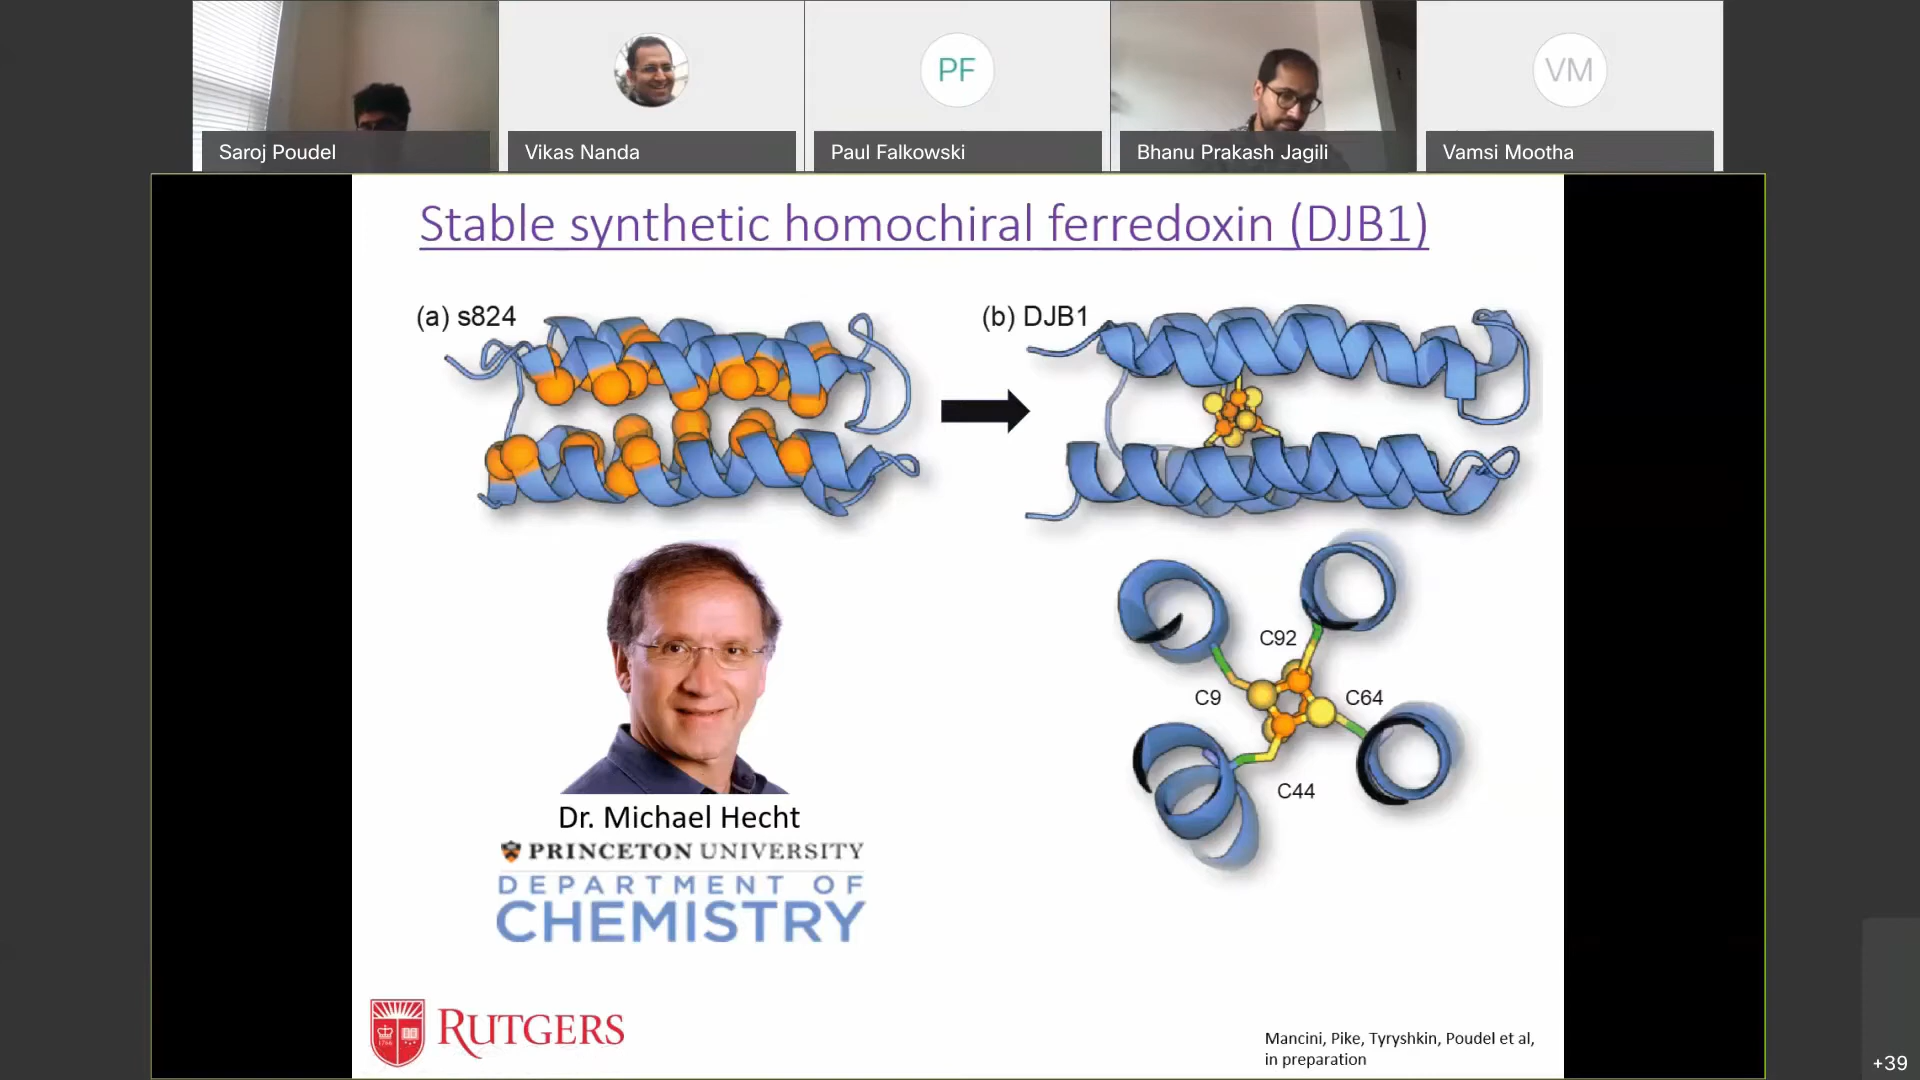 Saroj Poudel
Vikas Nanda
PF
Paul Falkowski
Bhanu Prakash Jagili
VM
Vamsi Mootha
Stable synthetic homochiral ferredoxin (DJB1)
(a) s824
(b) DJB1
C92
C9
C64
C44
Dr. Michael Hecht
PRINCETON UNIVERSITY
DEPARTMENT OF
CHEMISTRY
1766
RUTGERS
Mancini, Pike, Tyryshkin, Poudel et al,
in preparation
+39